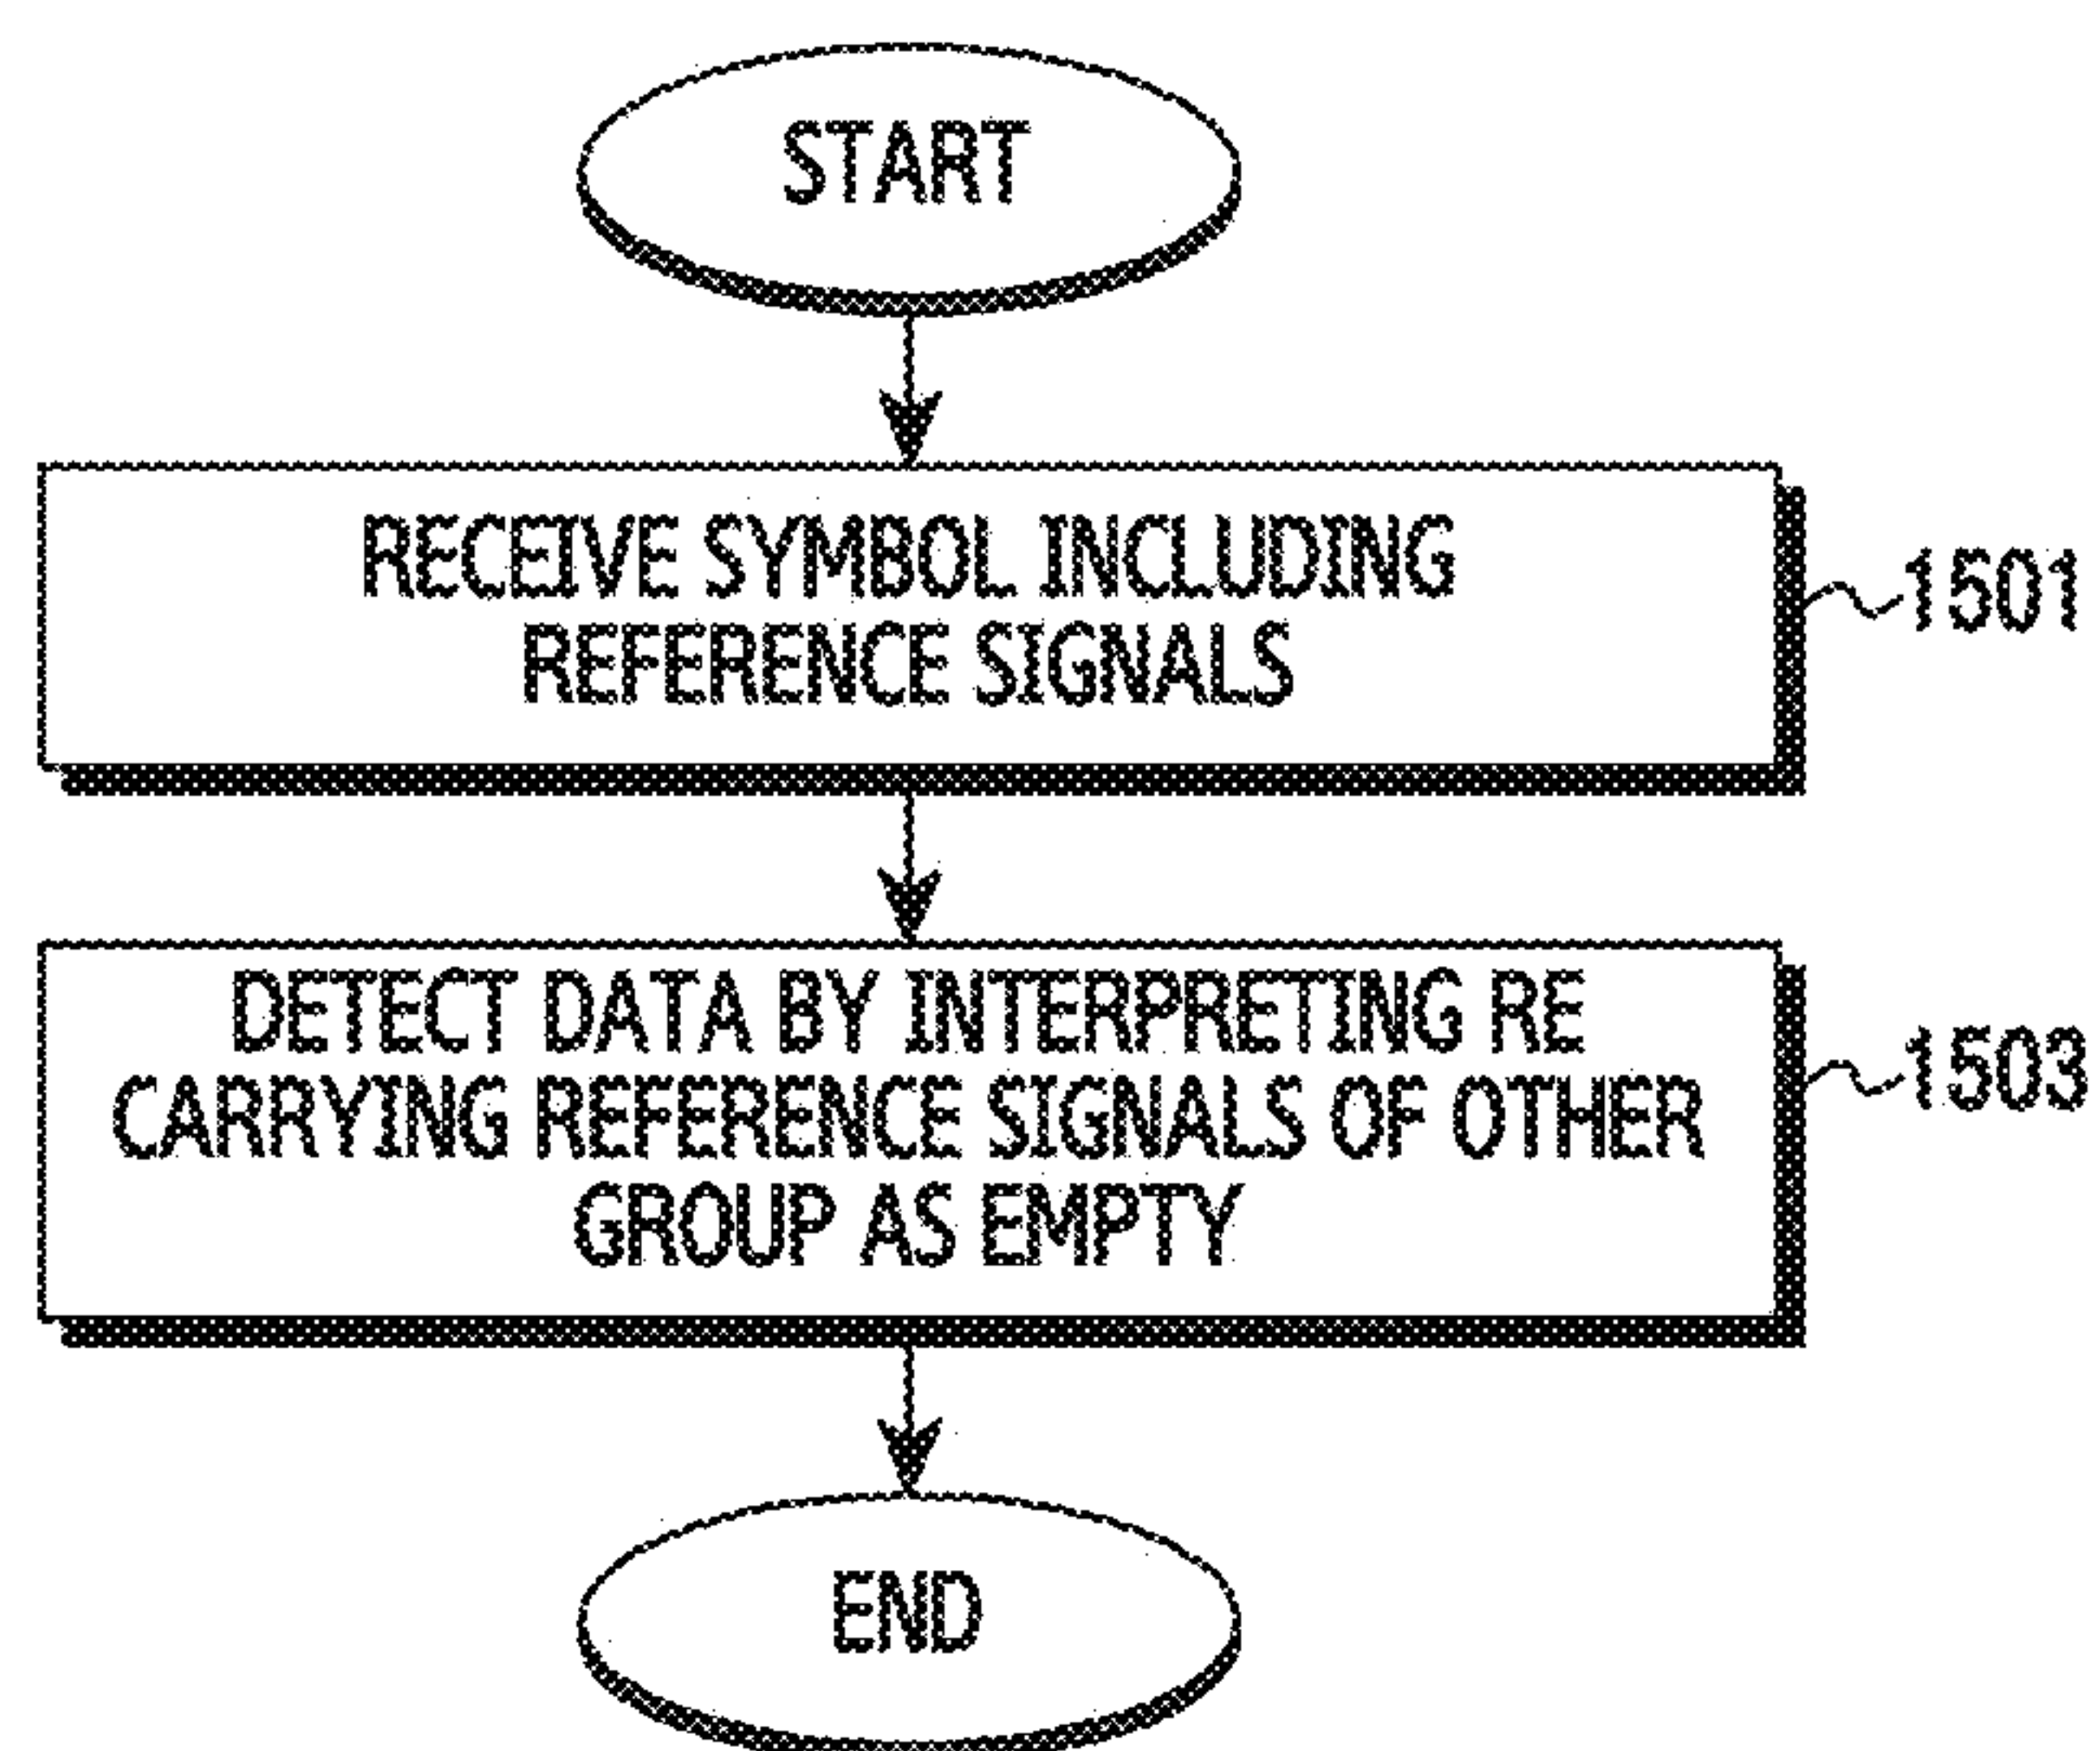 START
RECEIVE SYMBOL INCLUDING
REFERENCE SIGNALS
1501
DETECT DATA BY INTERPRETING RE
CARRYING REFERENCE SIGNALS OF OTHER
GROUP AS EMPTY
1503
END